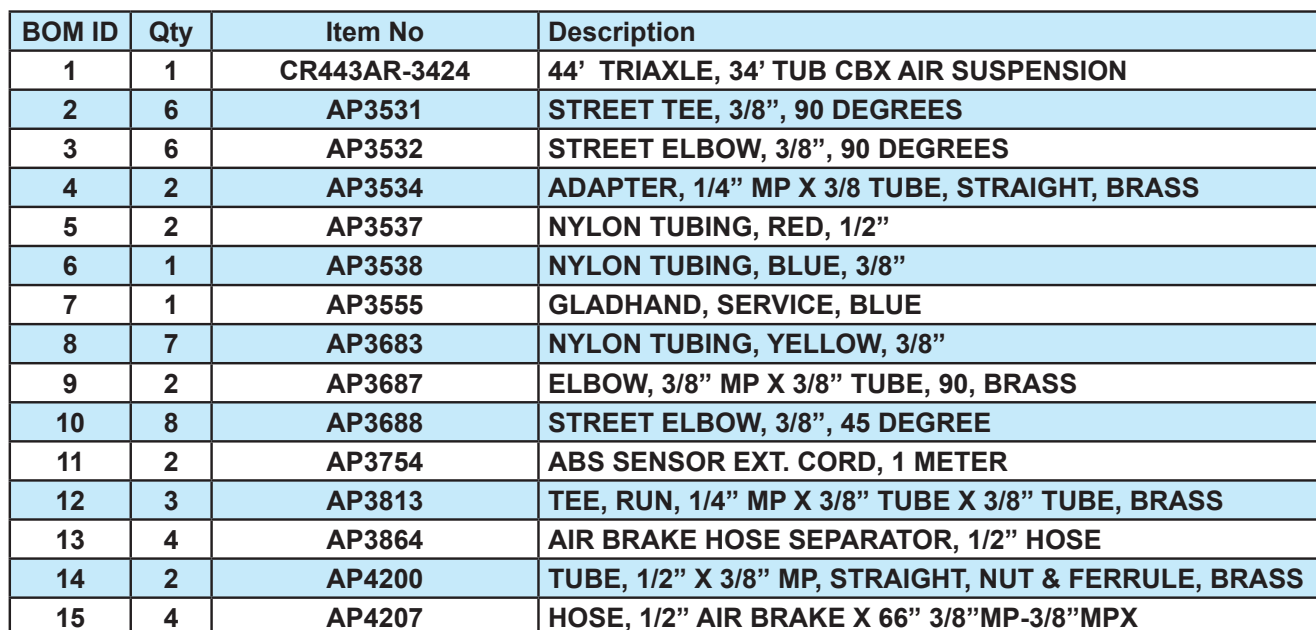 BOM ID Qty Item No Description
1 1 CR443AR-3424 44’ TRIAXLE, 34’ TUB CBX AIR SUSPENSION
2 6 AP3531 STREET TEE, 3/8”, 90 DEGREES
3 6 AP3532 STREET ELBOW, 3/8”, 90 DEGREES
4 2 AP3534 ADAPTER, 1/4” MP X 3/8 TUBE, STRAIGHT, BRASS
5 2 AP3537 NYLON TUBING, RED, 1/2”
6 1 AP3538 NYLON TUBING, BLUE, 3/8”
7 1 AP3555 GLADHAND, SERVICE, BLUE
8 7 AP3683 NYLON TUBING, YELLOW, 3/8”
9 2 AP3687 ELBOW, 3/8” MP X 3/8” TUBE, 90, BRASS
10 8 AP3688 STREET ELBOW, 3/8”, 45 DEGREE
11 2 AP3754 ABS SENSOR EXT. CORD, 1 METER
12 3 AP3813 TEE, RUN, 1/4” MP X 3/8” TUBE X 3/8” TUBE, BRASS
13 4 AP3864 AIR BRAKE HOSE SEPARATOR, 1/2” HOSE
14 2 AP4200 TUBE, 1/2” X 3/8” MP, STRAIGHT, NUT & FERRULE, BRASS
15 4 AP4207 HOSE, 1/2” AIR BRAKE X 66” 3/8”MP-3/8”MPX